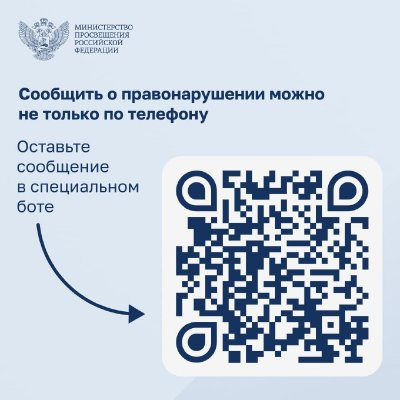 МИНИСТЕРСТВО
ПРОСВЕЩЕНИЯ
РОССИЙСКОЙ
ФЕДЕРАЦИИ
Сообщить о правонарушении можно
не только по телефону
Оставьте
сообщение
в специальном
боте